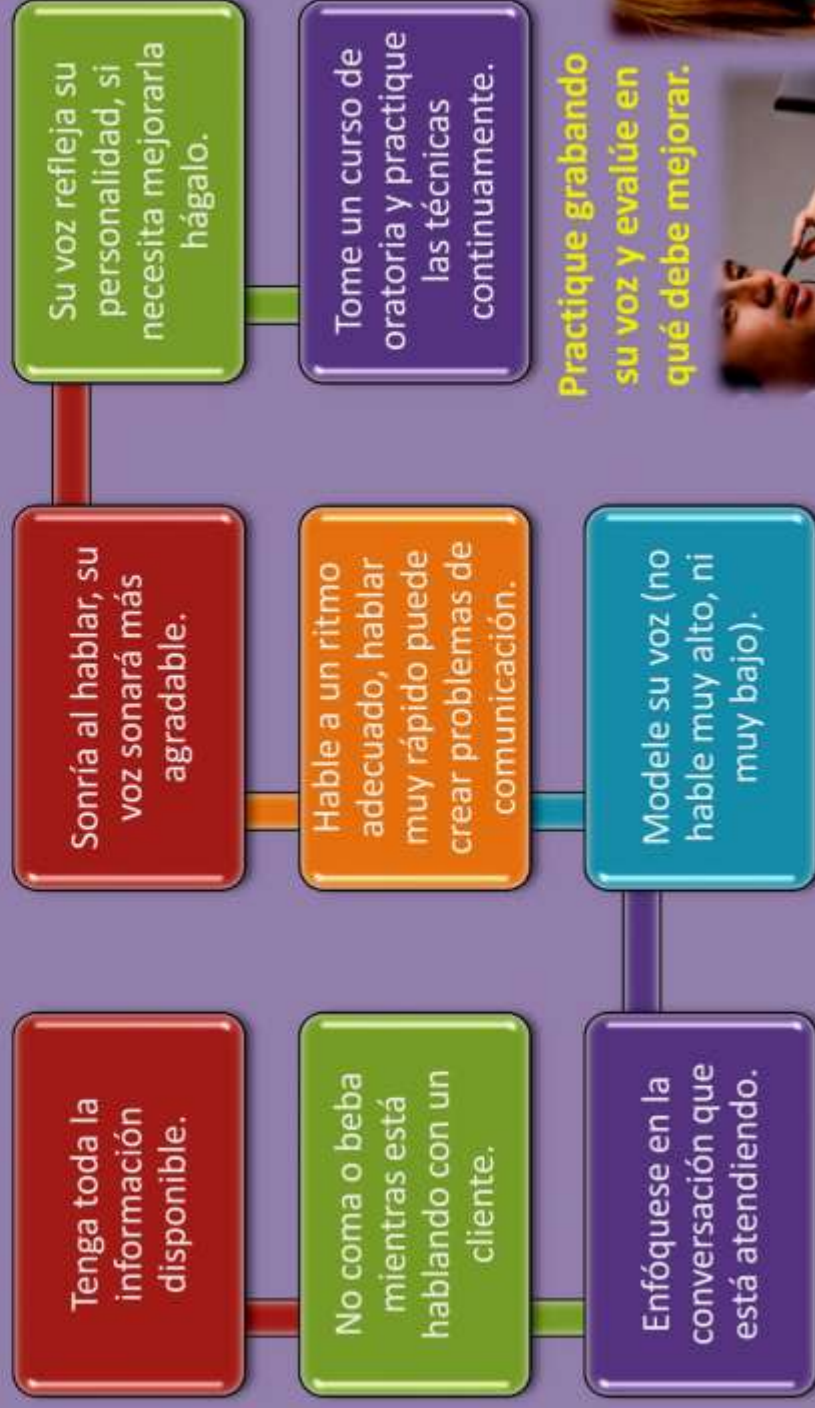 Tenga toda la
información
disponible.
No coma o beba
mientras está
hablando con un
cliente.
Enfóquese en la
conversación que
está atendiendo.
Modele su voz (no
hable muy alto, ni
muy bajo).
Hable a un ritmo
adecuado, hablar
muy rápido puede
crear problemas de
comunicación.
Sonría al hablar, su
voz sonará más
agradable.
Su voz refleja su
personalidad, si
necesita mejorarla
hágalo.
Tome un curso de
oratoria y practique
las técnicas
continuamente.
Practique grabando
su voz y evalúe en
qué debe mejorar.